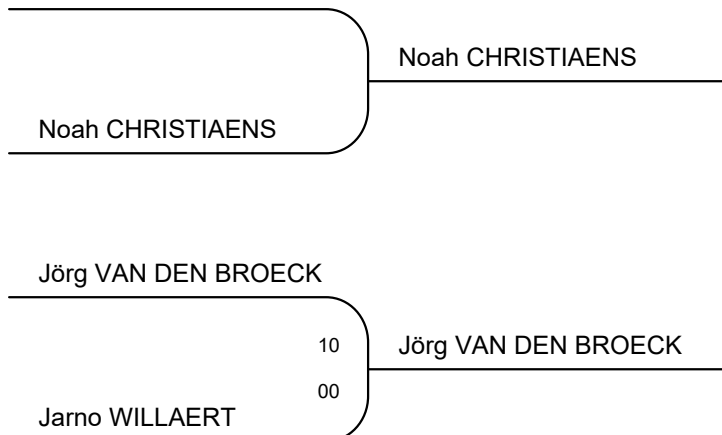 Noah CHRISTIAENS
Noah CHRISTIAENS
Jörg VAN DEN BROECK
10
Jörg VAN DEN BROECK
00
Jarno WILLAERT